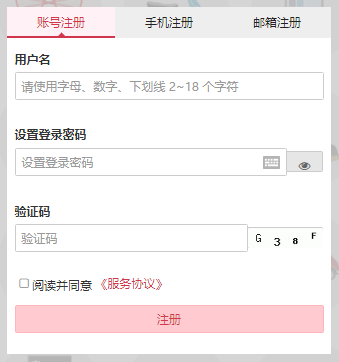 账号注册 手机注册 邮箱注册
用户名
请使用字母、数字、下划线 2~18 个字符
设置登录密码
设置登录密码
验证码
验证码 G 3 8 F
阅读并同意《服务协议》
注册